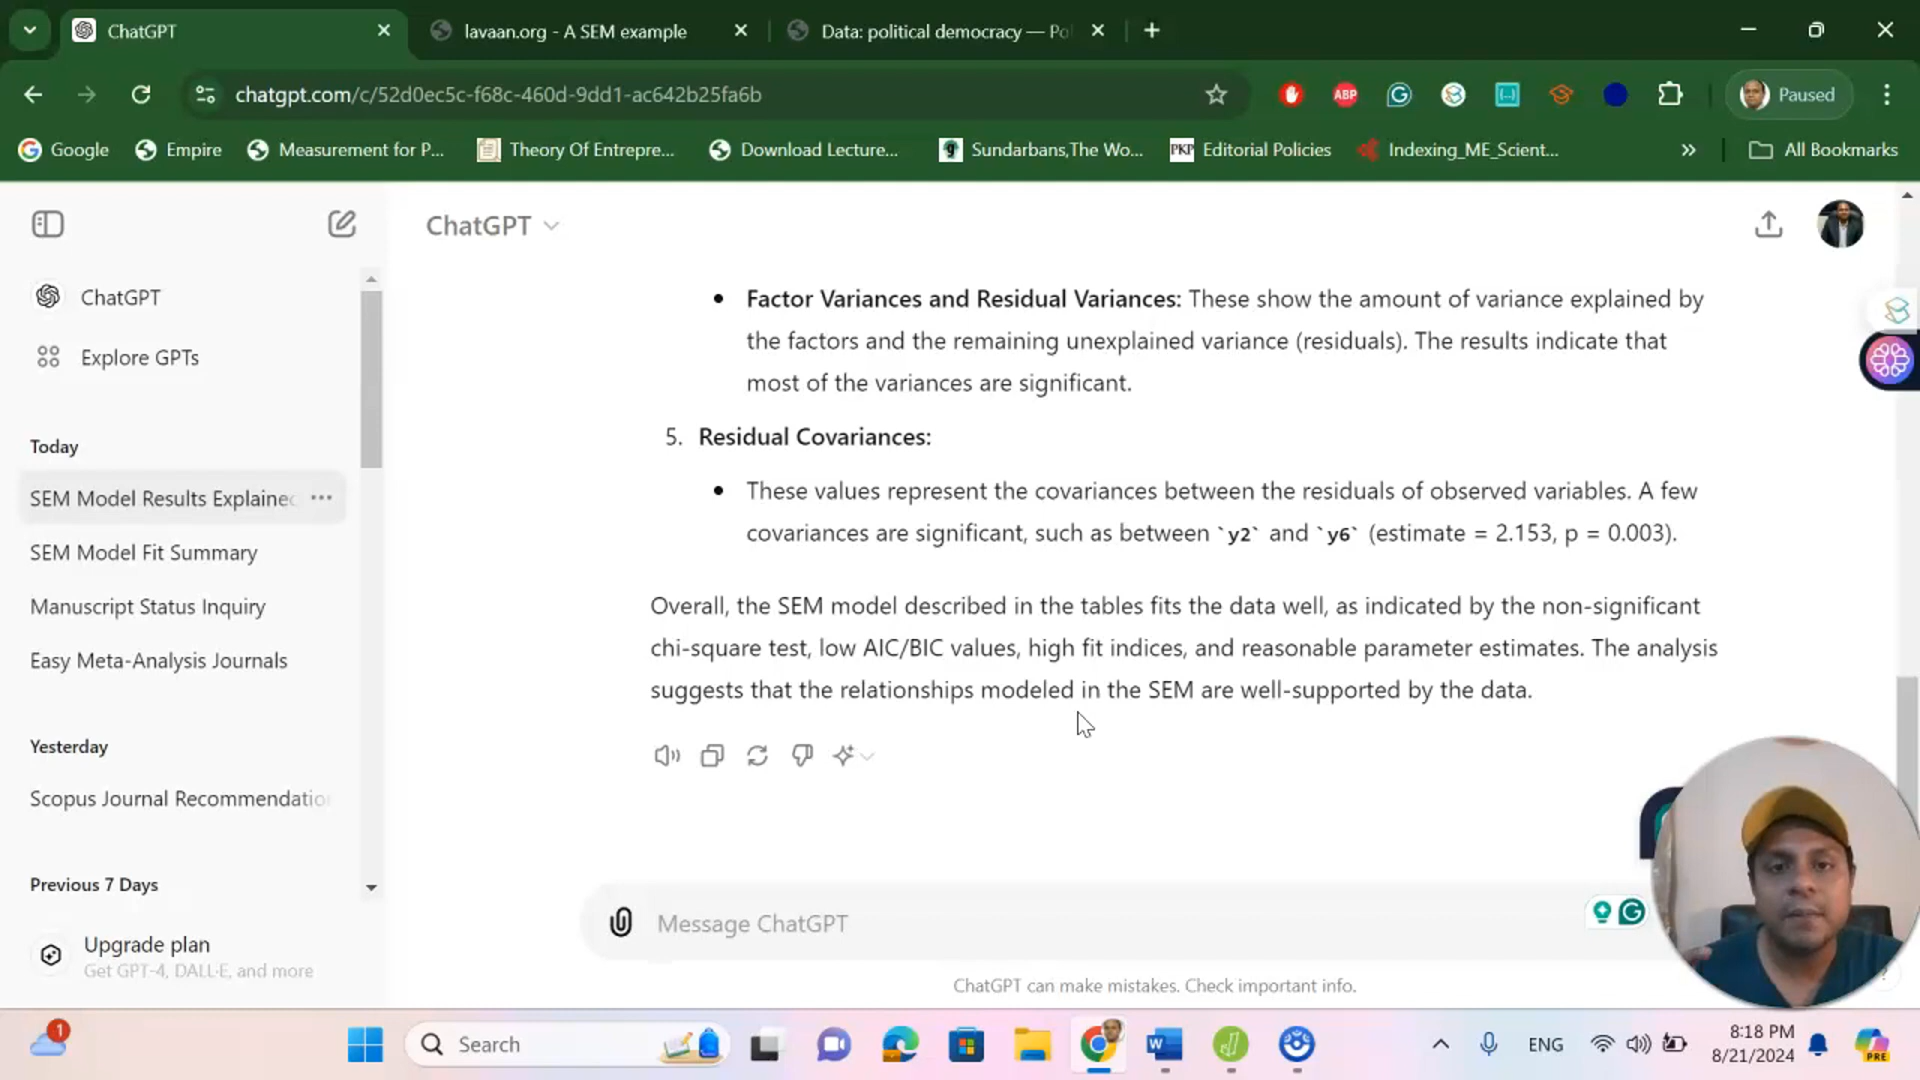 ChatGPT
lavaan.org - A SEM example
Data: political democracy — Po
chatgpt.com/c/52d0ec5c-f68c-460d-9dd1-ac642b25fa6b
ABP
Paused
Google
Empire
Measurement for P...
Theory Of Entrepre...
Download Lecture...
Sundarbans,The Wo...
PKP
Editorial Policies
Indexing_ME_Scient...
All Bookmarks
ChatGPT
Explore GPTs
Today
SEM Model Results Explained
SEM Model Fit Summary
Manuscript Status Inquiry
Easy Meta-Analysis Journals
Yesterday
Scopus Journal Recommendation
Previous 7 Days
Upgrade plan
Get GPT-4, DALL·E, and more
ChatGPT
• Factor Variances and Residual Variances: These show the amount of variance explained by
the factors and the remaining unexplained variance (residuals). The results indicate that
most of the variances are significant.
5. Residual Covariances:
• These values represent the covariances between the residuals of observed variables. A few
covariances are significant, such as between `y2` and `y6` (estimate = 2.153, p = 0.003).
Overall, the SEM model described in the tables fits the data well, as indicated by the non-significant
chi-square test, low AIC/BIC values, high fit indices, and reasonable parameter estimates. The analysis
suggests that the relationships modeled in the SEM are well-supported by the data.
Message ChatGPT
ChatGPT can make mistakes. Check important info.
1
Search
ENG
8:18 PM
8/21/2024
PRE